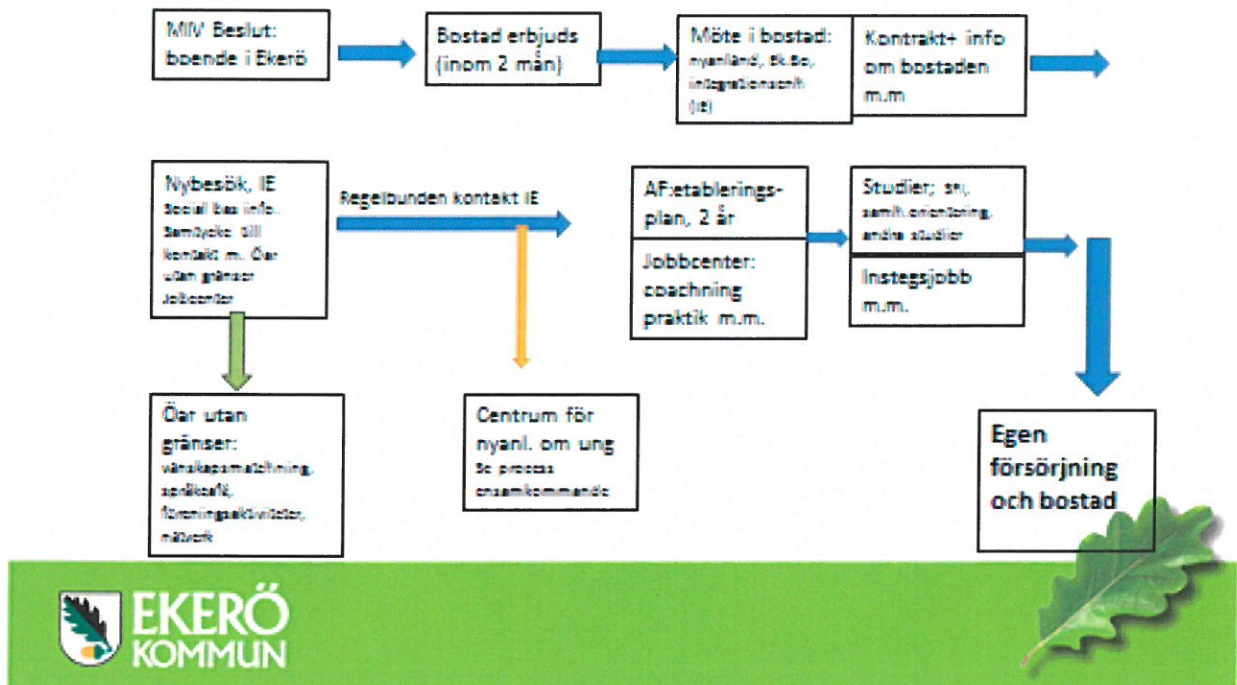 MIV Beslut:
boende i Ekerö
Bostad erbjuds
(inom 2 mån)
Möte i bostad:
nyanländ, Ek.Bo,
integrationsenh
(IE)
Kontrakt+ info
om bostaden
m.m
Nybesök, IE
Social bas info.
Samtycke till
kontakt m. Öar
utan gränser
Jobcenter
Regelbunden kontakt IE
AF:etablerings-
plan, 2 år
Jobbcenter:
coachning
praktik m.m.
Studier; SFI,
samh.orientering,
andra studier
Instegsjobb
m.m.
Öar utan
gränser:
vänskapsmatchning,
språkcafé,
föreningsaktiviteter,
nätverk
Centrum för
nyanl. om ung
Se process
ensamkommande
Egen
försörjning
och bostad
EKERÖ
KOMMUN